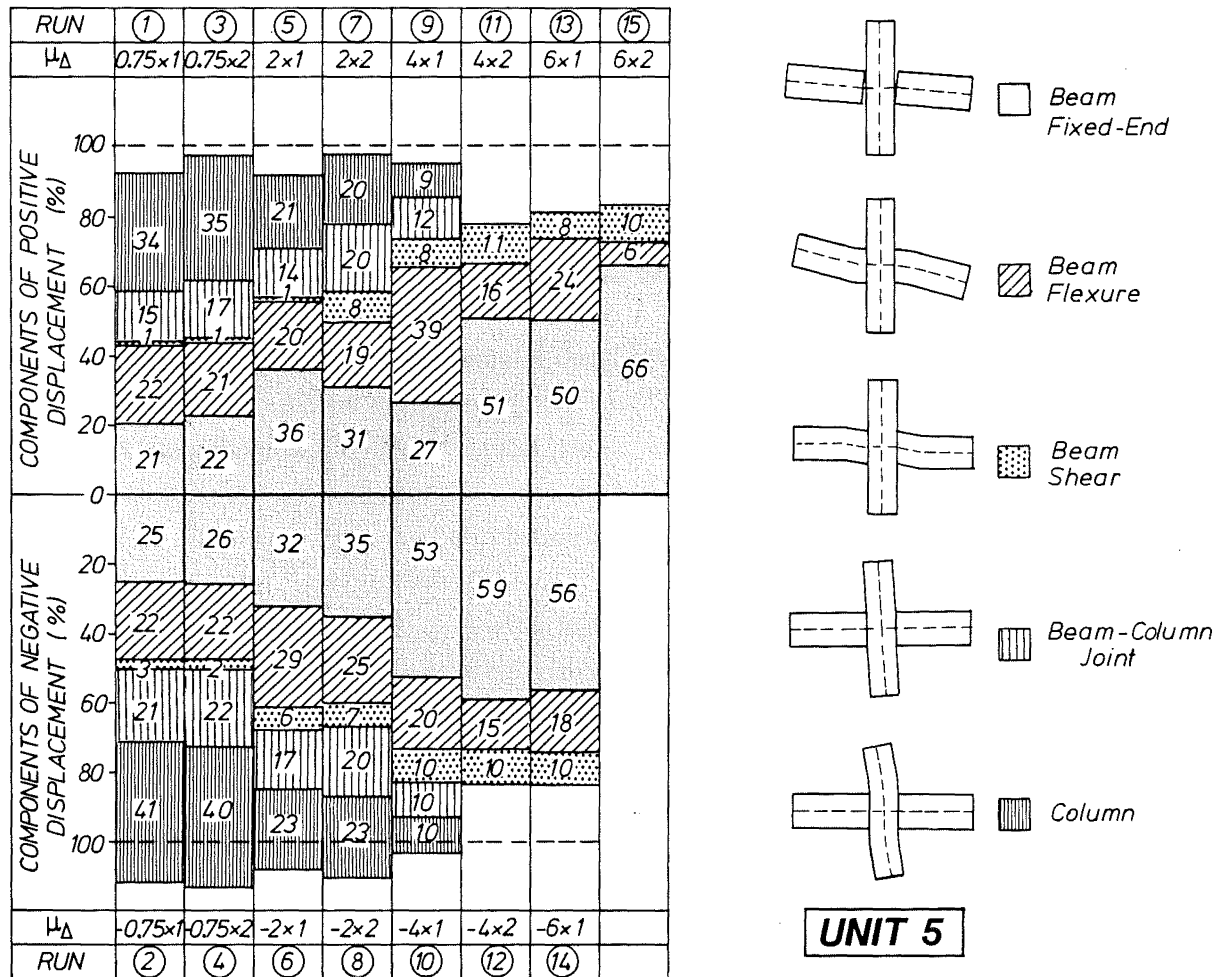 RUN ① ③ ⑤ ⑦ ⑨ ⑪ ⑬ ⑮
μΔ 0.75×1 0.75×2 2×1 2×2 4×1 4×2 6×1 6×2
COMPONENTS OF POSITIVE
DISPLACEMENT (%)
100
80
60
40
20
0
34 35 21 20 9
15 17 14 20 12
1 1 1 8 8 11 8 10
22 21 20 19 39 16 24 6
21 22 36 31 27 51 50 66
COMPONENTS OF NEGATIVE
DISPLACEMENT (%)
20
40
60
80
100
25 26 32 35 53 59 56
22 22 29 25 20 15 18
3 2 6 7 10 10 10
21 22 17 20 10
41 40 23 23 10
μΔ -0.75×1 -0.75×2 -2×1 -2×2 -4×1 -4×2 -6×1
RUN ② ④ ⑥ ⑧ ⑩ ⑫ ⑭
Beam
Fixed-End
Beam
Flexure
Beam
Shear
Beam-Column
Joint
Column
UNIT 5